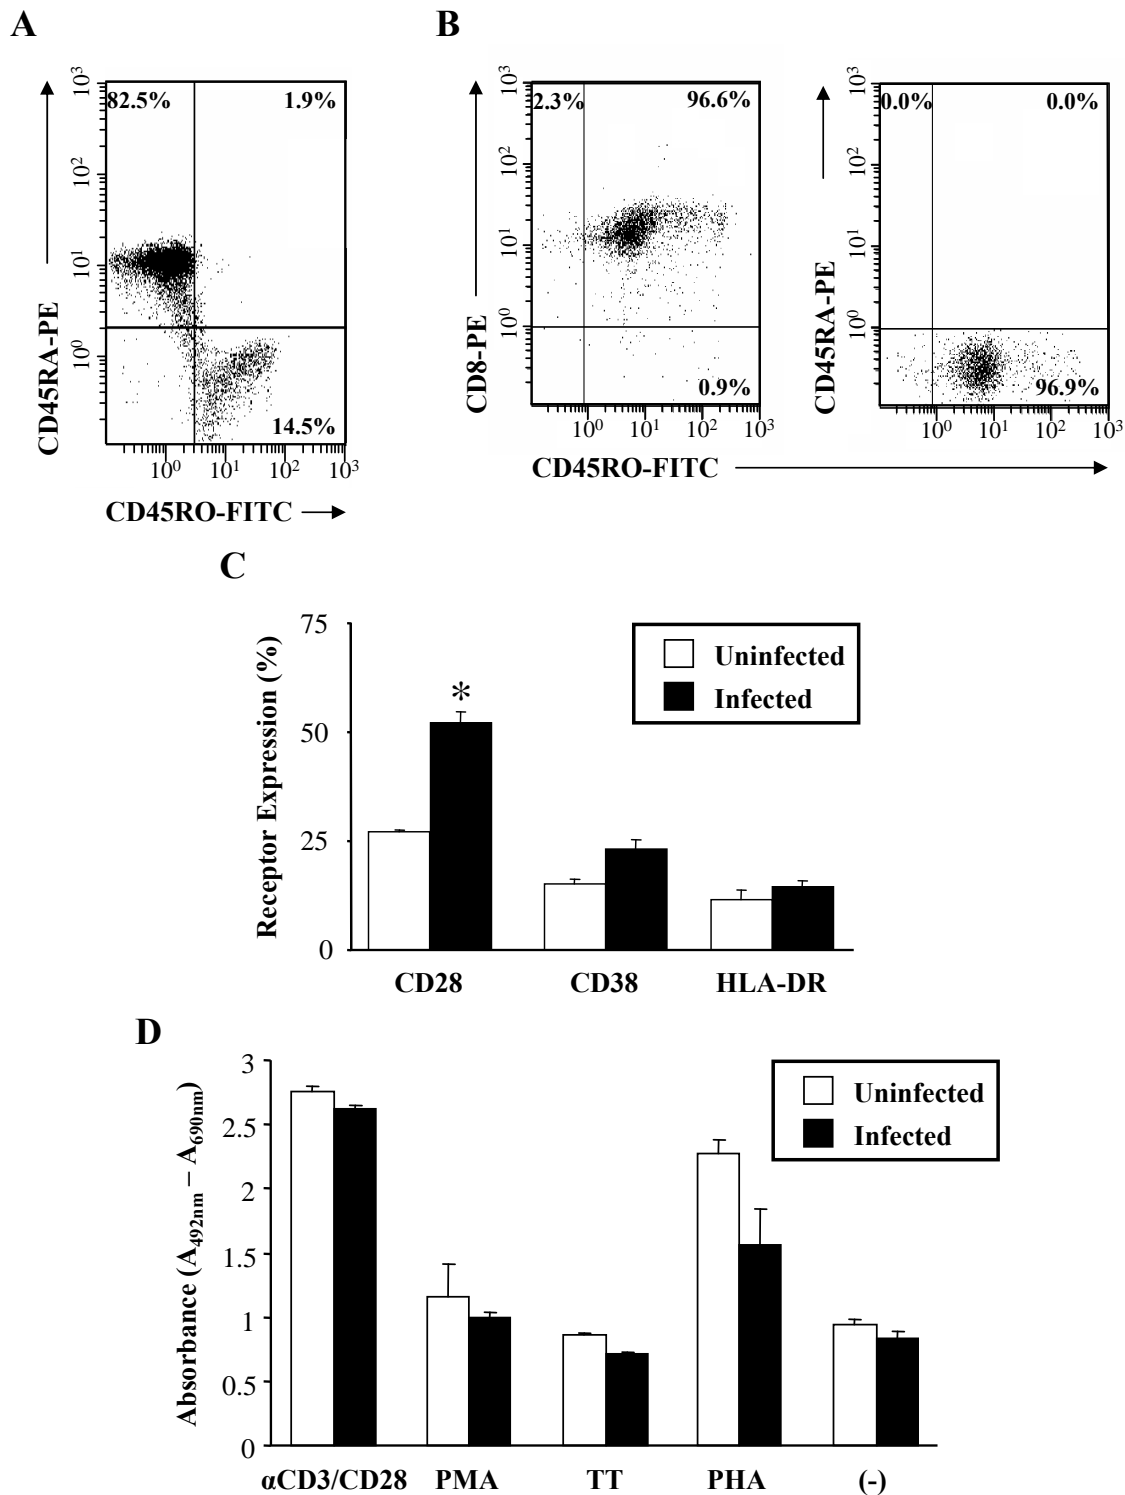 A
B
10³
10²
10¹
10⁰
CD45RA-PE
82.5%
1.9%
14.5%
10⁰ 10¹ 10² 10³
CD45RO-FITC
10³
10²
10¹
10⁰
CD8-PE
2.3%
96.6%
0.9%
10⁰ 10¹ 10² 10³
10³
10²
10¹
10⁰
CD45RA-PE
0.0%
0.0%
96.9%
10⁰ 10¹ 10² 10³
CD45RO-FITC
C
Receptor Expression (%)
75
50
25
0
*
Uninfected
Infected
CD28 CD38 HLA-DR
D
Absorbance (A492nm – A690nm)
3
2.5
2
1.5
1
0.5
0
Uninfected
Infected
αCD3/CD28 PMA TT PHA (-)